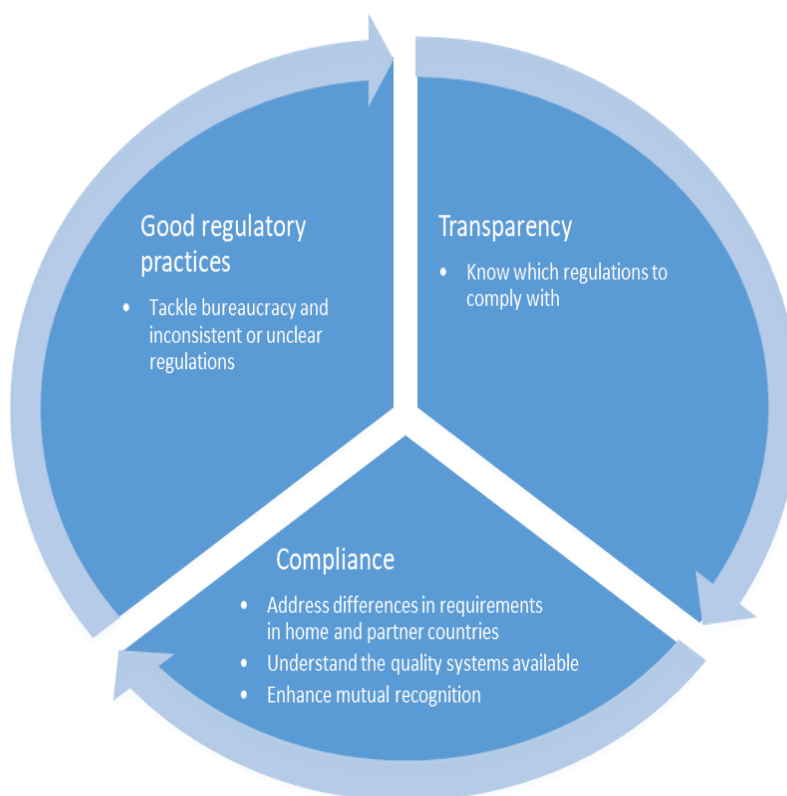 Good regulatory
practices
• Tackle bureaucracy and
inconsistent or unclear
regulations
Transparency
• Know which regulations to
comply with
Compliance
• Address differences in requirements
in home and partner countries
• Understand the quality systems available
• Enhance mutual recognition